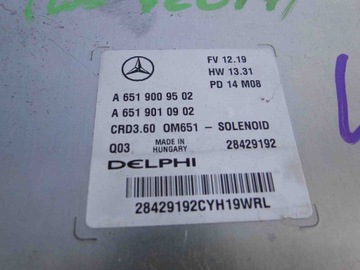 FV 12.19
HW 13.31
PD 14 M08
A 651 900 95 02
A 651 901 09 02
CRD3.60 OM651 - SOLENOID
Q03 MADE IN HUNGARY 28429192
DELPHI
28429192CYH19WRL